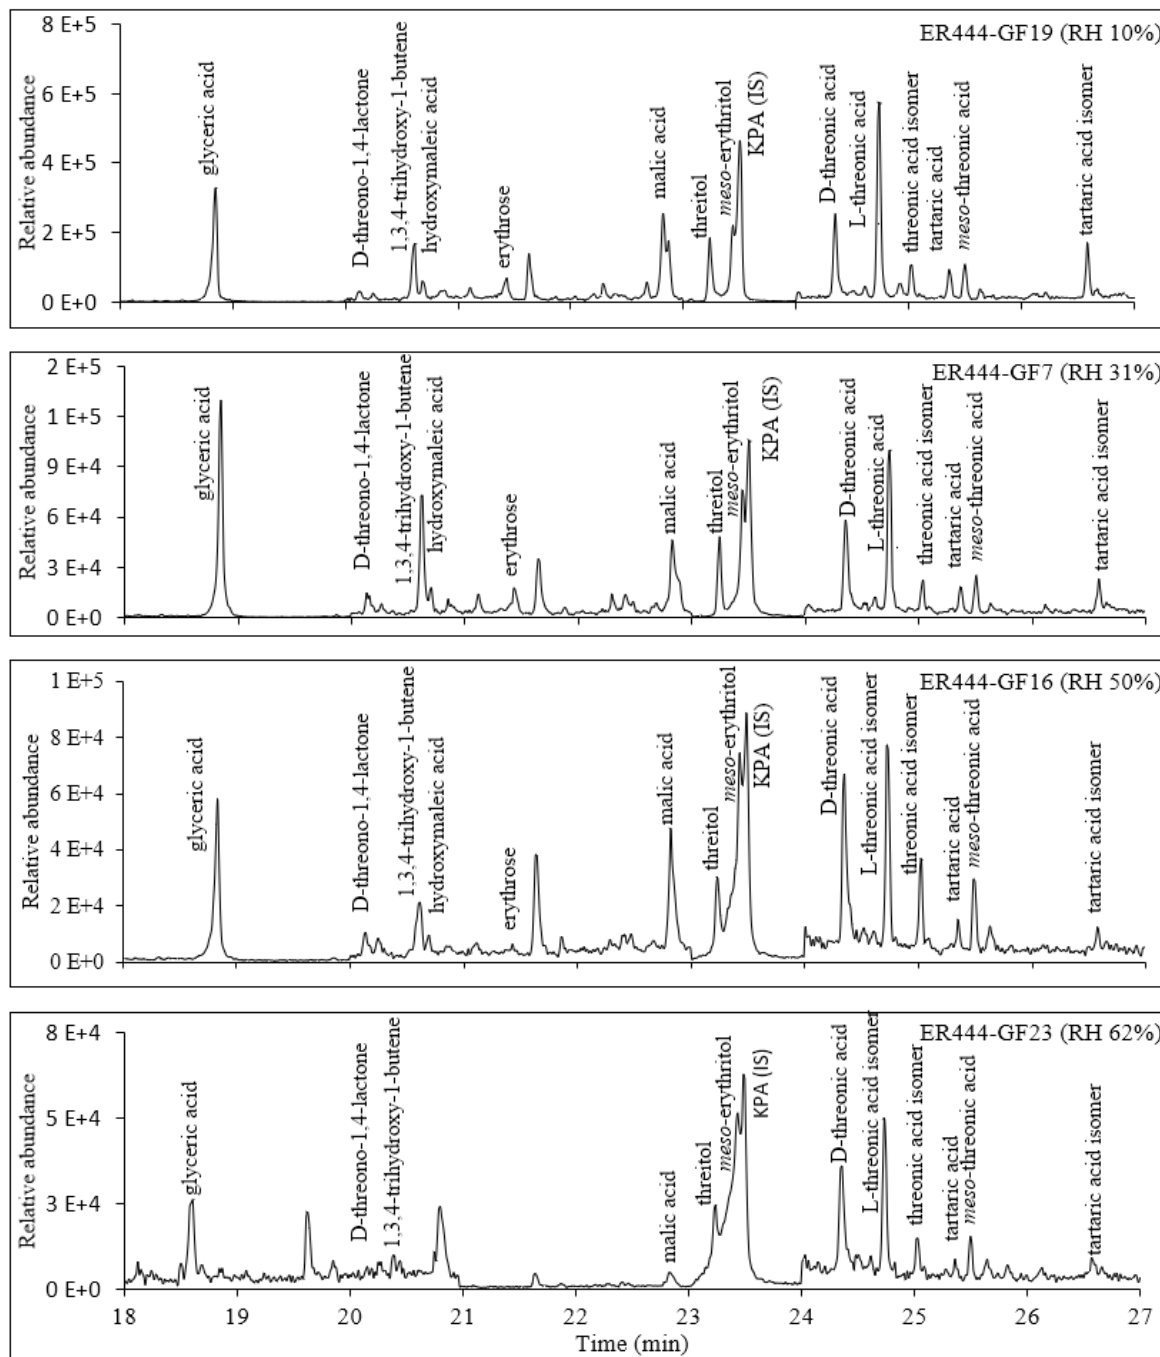 ER444-GF19 (RH 10%)
Relative abundance
8 E+5
6 E+5
4 E+5
2 E+5
0 E+0
glyceric acid
D-threono-1,4-lactone
1,3,4-trihydroxy-1-butene
hydroxymaleic acid
erythrose
malic acid
threitol
meso-erythritol
KPA (IS)
D-threonic acid
L-threonic acid
threonic acid isomer
tartaric acid
meso-threonic acid
tartaric acid isomer
ER444-GF7 (RH 31%)
Relative abundance
2 E+5
1 E+5
9 E+4
6 E+4
3 E+4
0 E+0
glyceric acid
D-threono-1,4-lactone
1,3,4-trihydroxy-1-butene
hydroxymaleic acid
erythrose
malic acid
threitol
meso-erythritol
KPA (IS)
D-threonic acid
L-threonic acid
threonic acid isomer
tartaric acid
meso-threonic acid
tartaric acid isomer
ER444-GF16 (RH 50%)
Relative abundance
1 E+5
8 E+4
6 E+4
4 E+4
2 E+4
0 E+0
glyceric acid
D-threono-1,4-lactone
1,3,4-trihydroxy-1-butene
hydroxymaleic acid
erythrose
malic acid
threitol
meso-erythritol
KPA (IS)
D-threonic acid
L-threonic acid isomer
threonic acid isomer
tartaric acid
meso-threonic acid
tartaric acid isomer
ER444-GF23 (RH 62%)
Relative abundance
8 E+4
5 E+4
3 E+4
0 E+0
glyceric acid
D-threono-1,4-lactone
1,3,4-trihydroxy-1-butene
malic acid
threitol
meso-erythritol
KPA (IS)
D-threonic acid
L-threonic acid isomer
threonic acid isomer
tartaric acid
meso-threonic acid
tartaric acid isomer
18 19 20 21 22 23 24 25 26 27
Time (min)